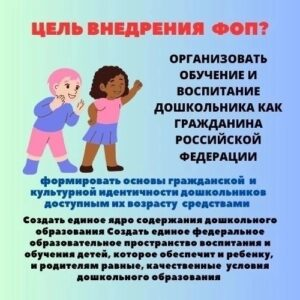 ЦЕЛЬ ВНЕДРЕНИЯ ФОП?
ОРГАНИЗОВАТЬ
ОБУЧЕНИЕ И
ВОСПИТАНИЕ
ДОШКОЛЬНИКА КАК
ГРАЖДАНИНА
РОССИЙСКОЙ
ФЕДЕРАЦИИ
формировать основы гражданской и
культурной идентичности дошкольников
доступным их возрасту средствами
Создать единое ядро содержания дошкольного
образования Создать единое федеральное
образовательное пространство воспитания и
обучения детей, которое обеспечит и ребенку,
и родителям равные, качественные условия
дошкольного образования